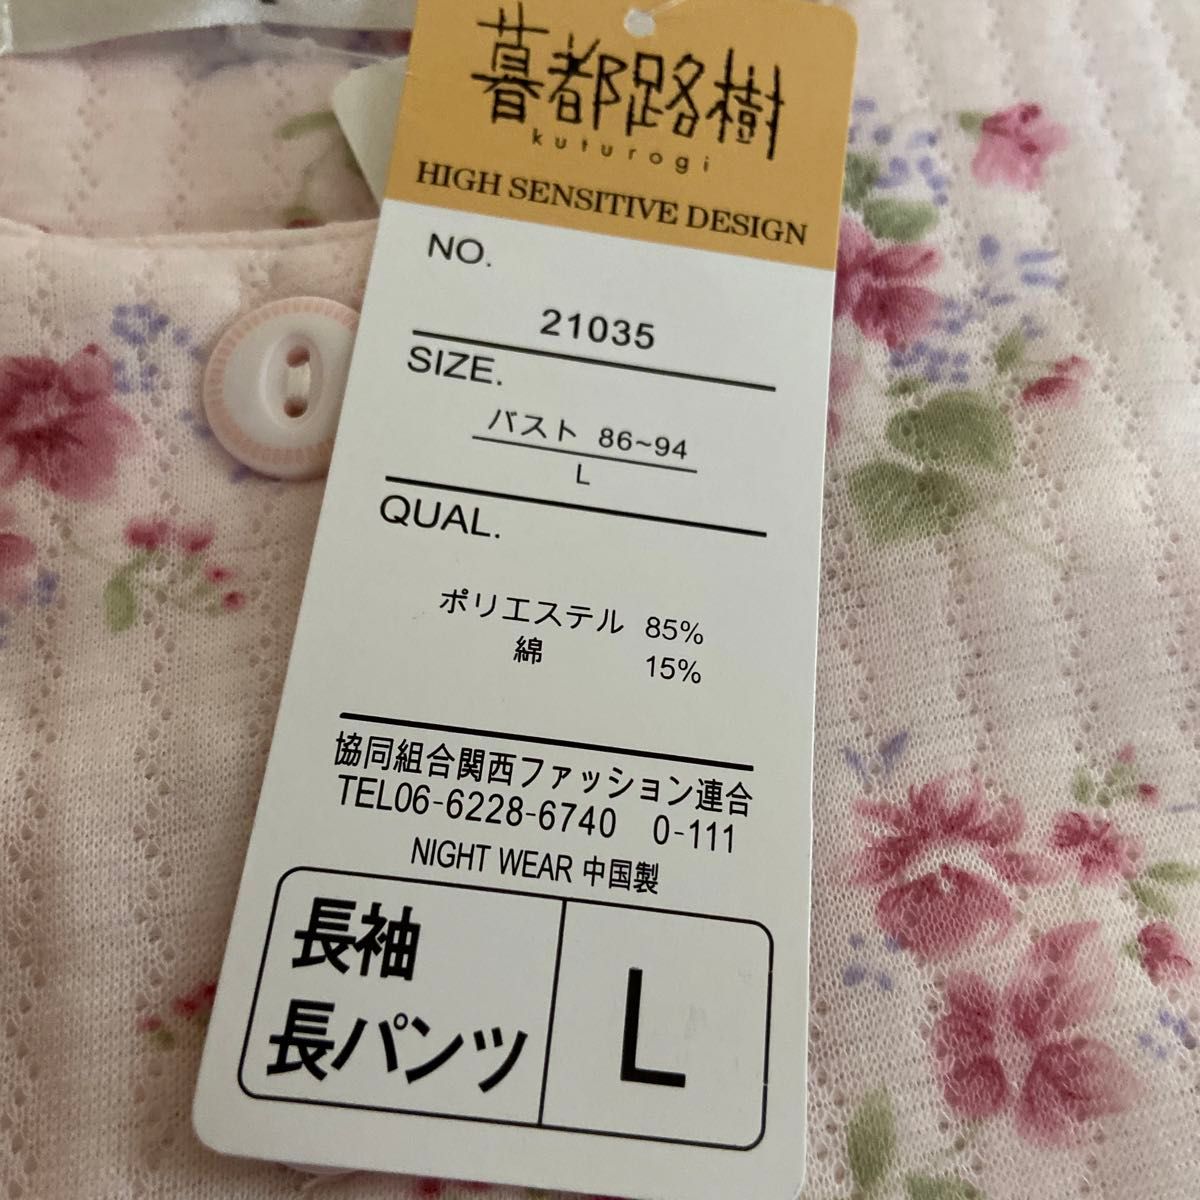 暮都路樹
kuturogi
HIGH SENSITIVE DESIGN
NO.
21035
SIZE.
バスト 86~94
L
QUAL.
ポリエステル 85%
綿 15%
協同組合関西ファッション連合
TEL06-6228-6740 0-111
NIGHT WEAR 中国製
長袖
長パンツ
L